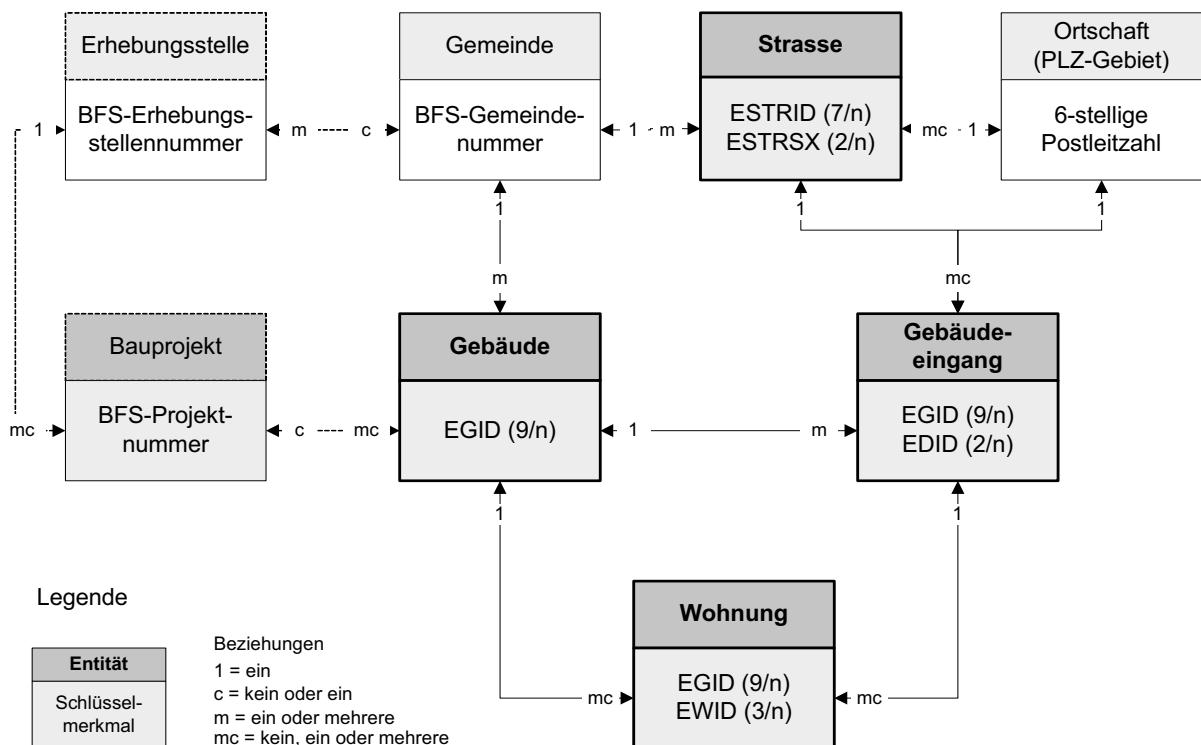 Erhebungsstelle
BFS-Erhebungs-
stellennummer
Gemeinde
BFS-Gemeinde-
nummer
Strasse
ESTRID (7/n)
ESTRSX (2/n)
Ortschaft
(PLZ-Gebiet)
6-stellige
Postleitzahl
1
m
c
1
m
mc
1
1
1
1
m
mc
mc
Bauprojekt
BFS-Projekt-
nummer
c
mc
Gebäude
EGID (9/n)
1
m
Gebäude-
eingang
EGID (9/n)
EDID (2/n)
1
1
Wohnung
EGID (9/n)
EWID (3/n)
mc
mc
Legende
Entität
Schlüssel-
merkmal
Beziehungen
1 = ein
c = kein oder ein
m = ein oder mehrere
mc = kein, ein oder mehrere